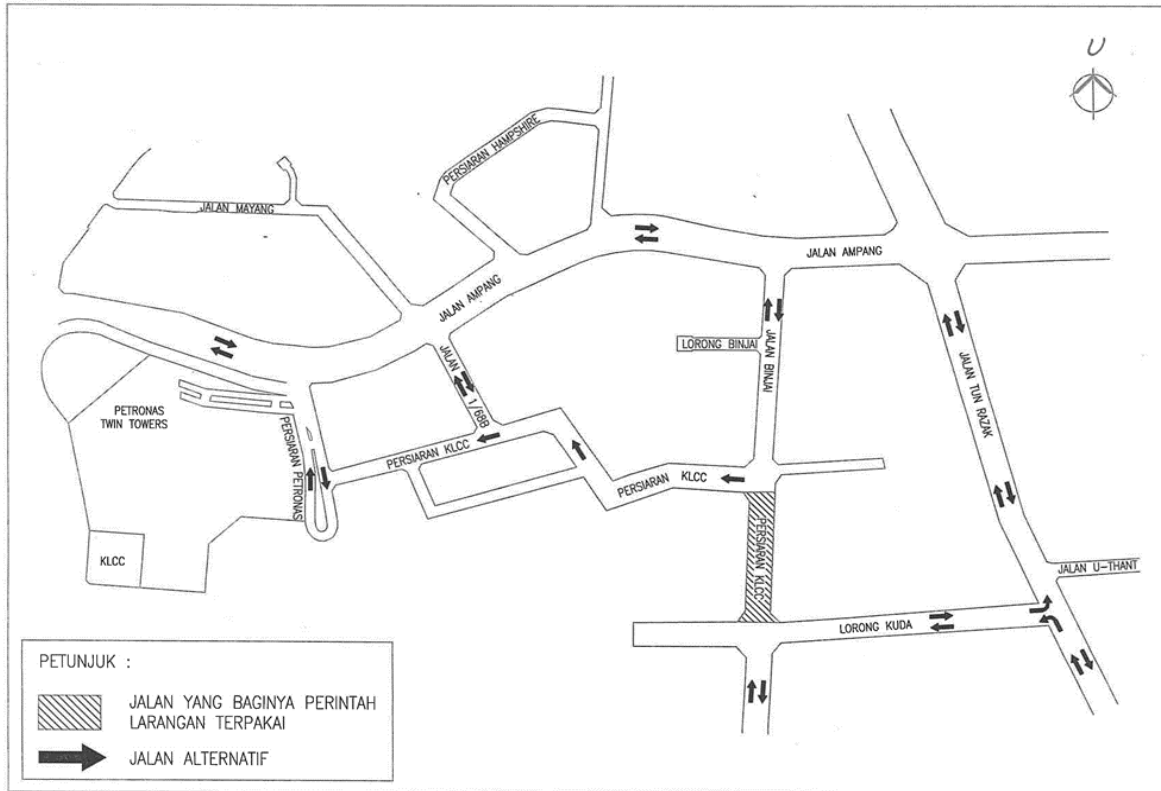 U
PERSIARAN HAMPSHIRE
JALAN MAYANG
JALAN AMPANG
JALAN AMPANG
LORONG BINJAI
JALAN BINJAI
JALAN TUN RAZAK
JALAN 1/68B
PETRONAS
TWIN TOWERS
PERSIARAN PETRONAS
PERSIARAN KLCC
PERSIARAN KLCC
PERSIARAN KLCC
KLCC
JALAN U-THANT
LORONG KUDA
PETUNJUK :
JALAN YANG BAGINYA PERINTAH
LARANGAN TERPAKAI
JALAN ALTERNATIF